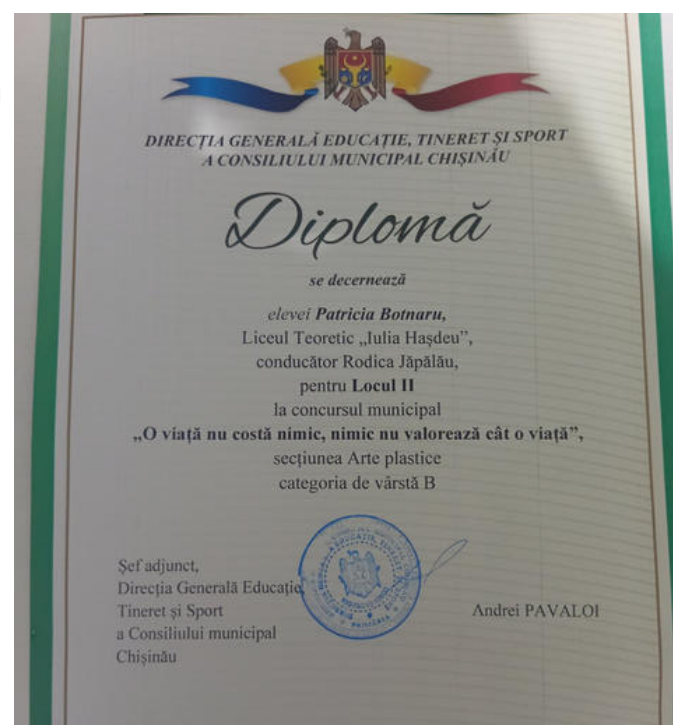 DIRECȚIA GENERALĂ EDUCAȚIE, TINERET ȘI SPORT
A CONSILIULUI MUNICIPAL CHIȘINĂU
Diplomă
se decernează
elevei Patricia Botnaru,
Liceul Teoretic „Iulia Hașdeu”,
conducător Rodica Jăpălău,
pentru Locul II
la concursul municipal
„O viață nu costă nimic, nimic nu valorează cât o viață”,
secțiunea Arte plastice
categoria de vârstă B
Șef adjunct,
Direcția Generală Educație,
Tineret și Sport
a Consiliului municipal
Chișinău
Andrei PAVALOI